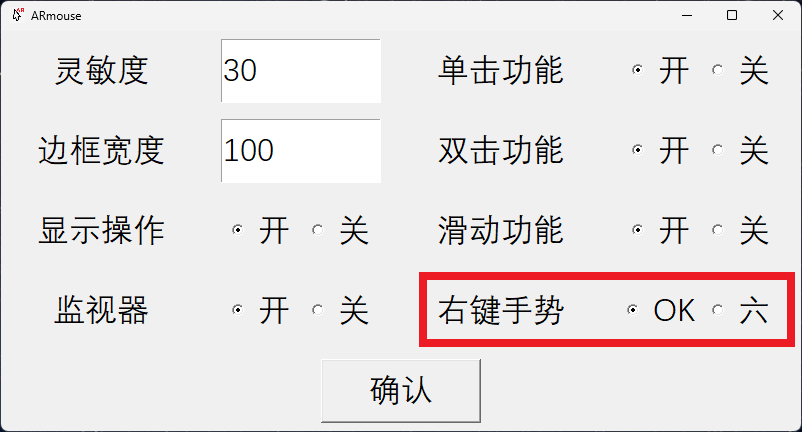 ARmouse
灵敏度 30 单击功能 开 关
边框宽度 100 双击功能 开 关
显示操作 开 关 滑动功能 开 关
监视器 开 关 右键手势 OK 六
确认